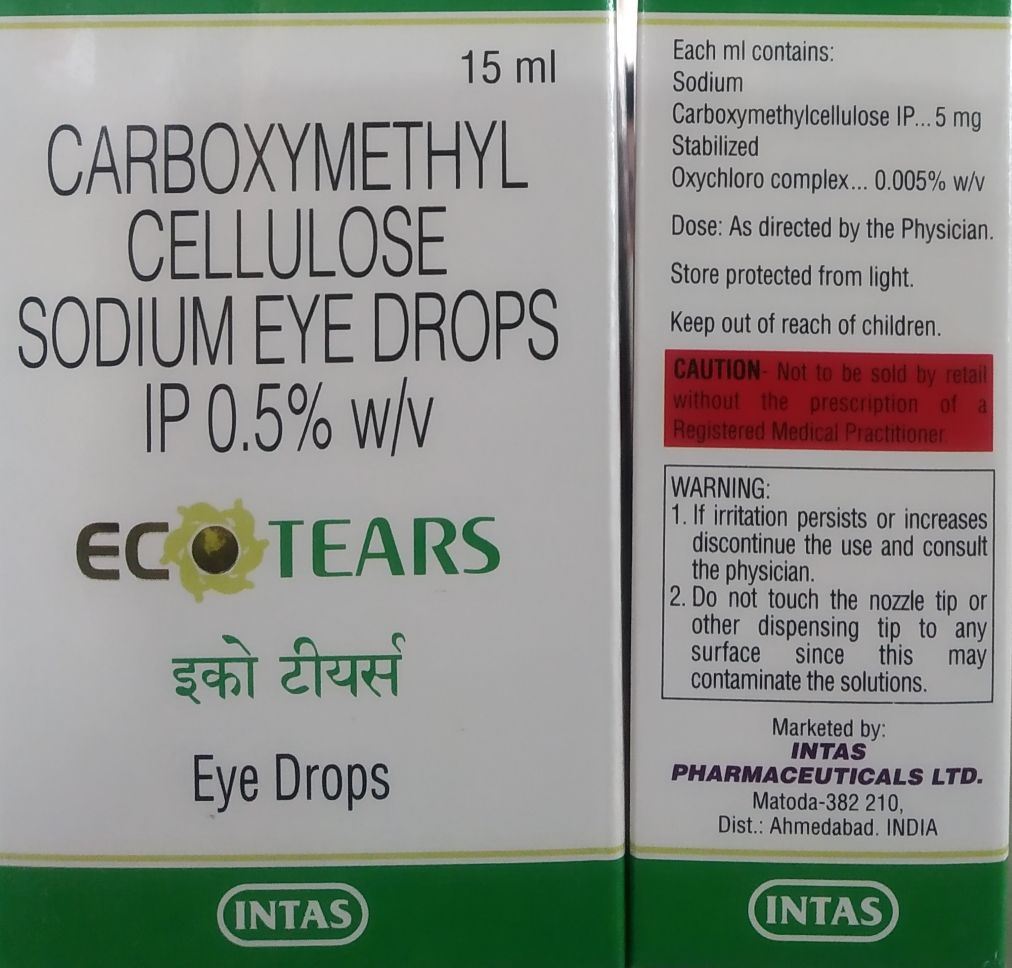 15 ml
CARBOXYMETHYL
CELLULOSE
SODIUM EYE DROPS
IP 0.5% w/v
ECOTEARS
इको टीयर्स
Eye Drops
INTAS
Each ml contains:
Sodium
Carboxymethylcellulose IP... 5 mg
Stabilized
Oxychloro complex... 0.005% w/v
Dose: As directed by the Physician.
Store protected from light.
Keep out of reach of children.
CAUTION- Not to be sold by retail
without the prescription of a
Registered Medical Practitioner.
WARNING:
1. If irritation persists or increases
discontinue the use and consult
the physician.
2. Do not touch the nozzle tip or
other dispensing tip to any
surface since this may
contaminate the solutions.
Marketed by:
INTAS
PHARMACEUTICALS LTD.
Matoda-382 210,
Dist.: Ahmedabad. INDIA
INTAS